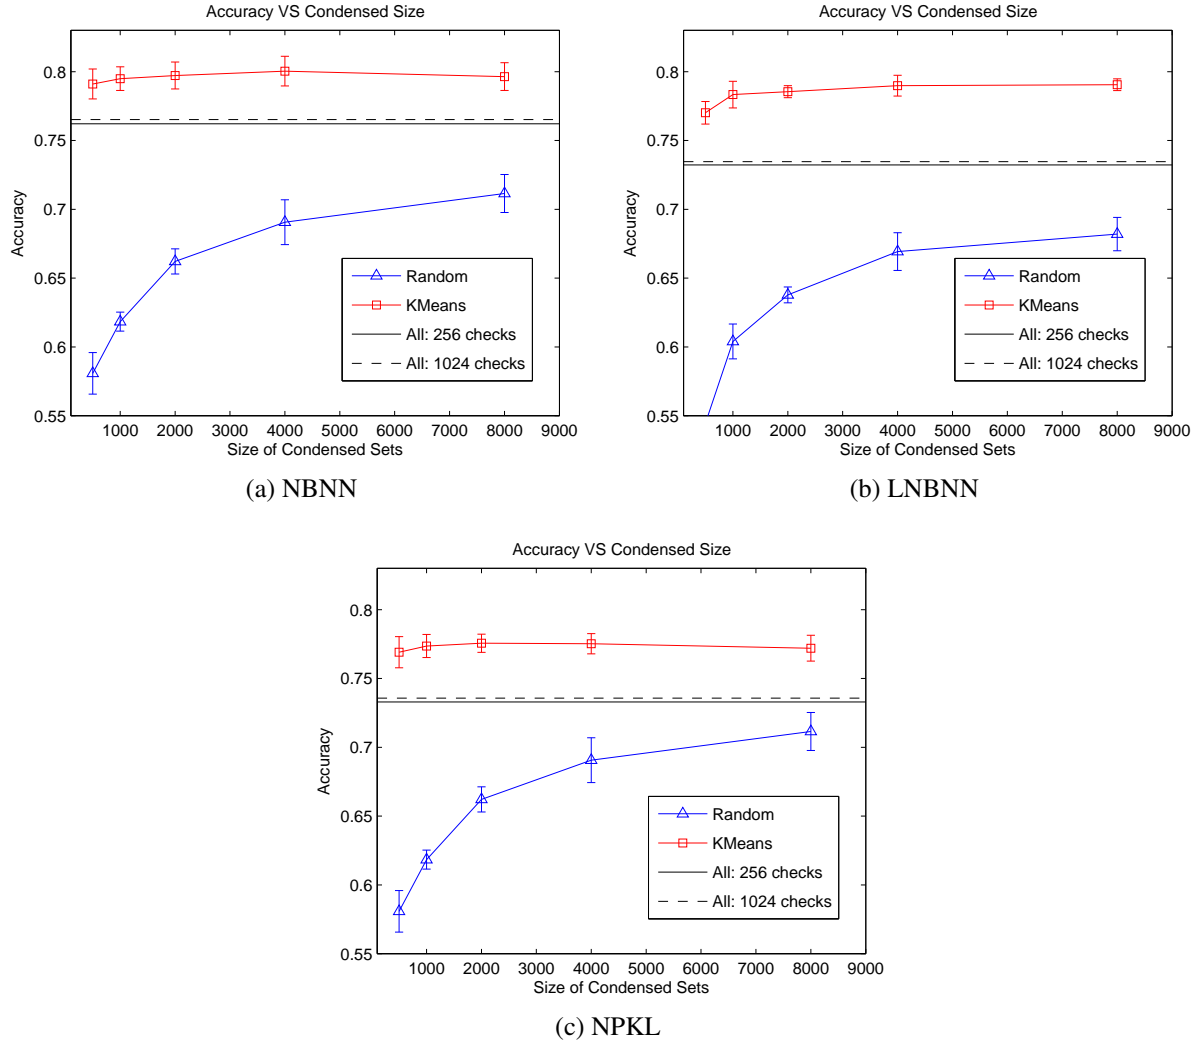 Accuracy VS Condensed Size
0.8
0.75
0.7
0.65
0.6
0.55
Accuracy
1000 2000 3000 4000 5000 6000 7000 8000 9000
Size of Condensed Sets
Random
KMeans
All: 256 checks
All: 1024 checks
(a) NBNN
Accuracy VS Condensed Size
0.8
0.75
0.7
0.65
0.6
0.55
Accuracy
1000 2000 3000 4000 5000 6000 7000 8000 9000
Size of Condensed Sets
Random
KMeans
All: 256 checks
All: 1024 checks
(b) LNBNN
Accuracy VS Condensed Size
0.8
0.75
0.7
0.65
0.6
0.55
Accuracy
1000 2000 3000 4000 5000 6000 7000 8000 9000
Size of Condensed Sets
Random
KMeans
All: 256 checks
All: 1024 checks
(c) NPKL